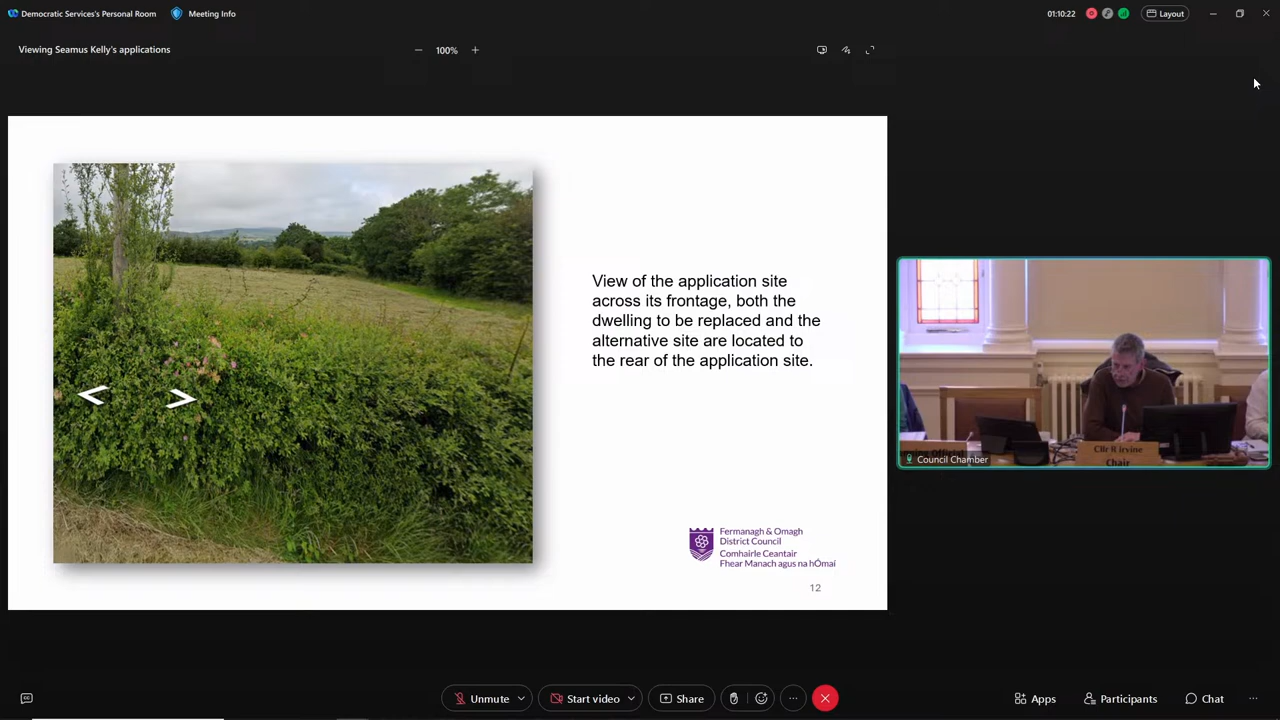 Democratic Services's Personal Room
Meeting Info
01:10:22
Layout
Viewing Seamus Kelly's applications
100%
View of the application site
across its frontage, both the
dwelling to be replaced and the
alternative site are located to
the rear of the application site.
Fermanagh & Omagh
District Council
Comhairle Ceantair
Fhear Manach agus na hÓmaí
12
Cllr R Irvine
Chair
Council Chamber
Unmute
Start video
Share
Apps
Participants
Chat